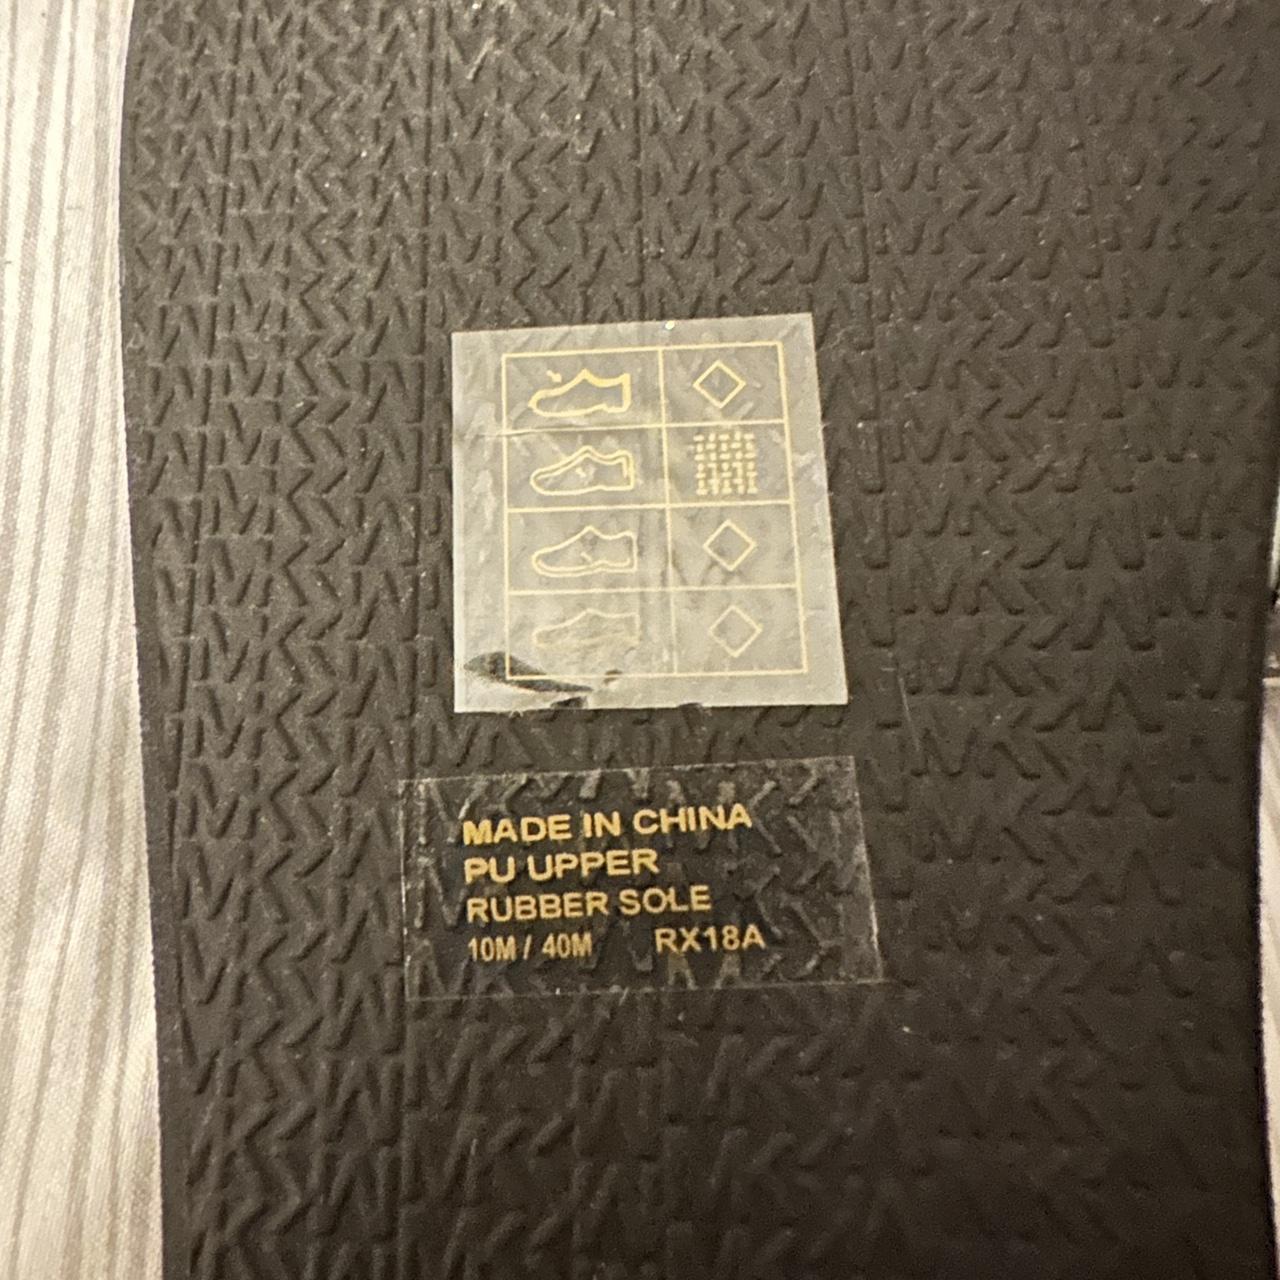 MADE IN CHINA
PU UPPER
RUBBER SOLE
10M / 40M RX18A